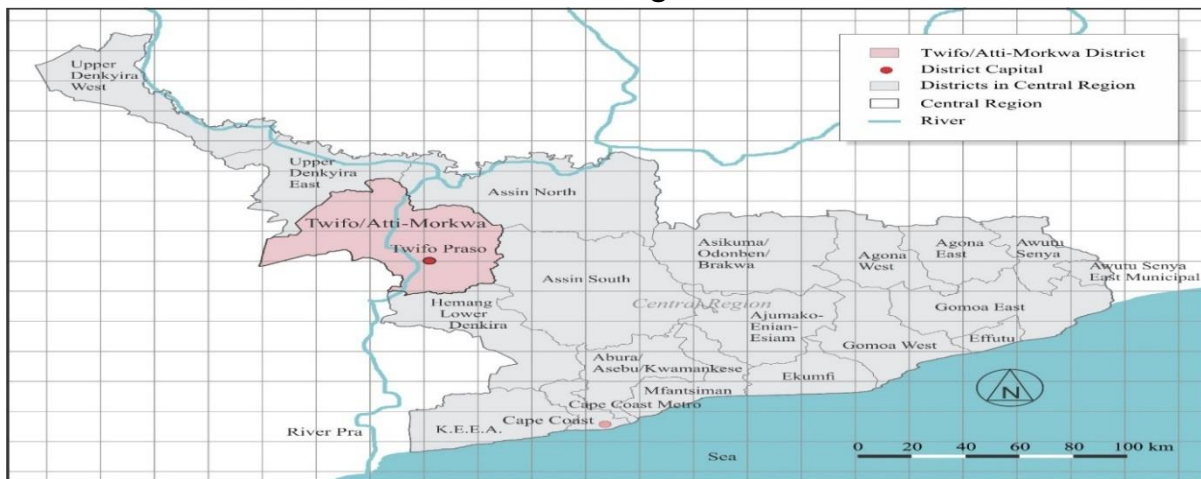 Upper
Denkyira
West
Twifo/Atti-Morkwa District
District Capital
Districts in Central Region
Central Region
River
Upper
Denkyira
East
Assin North
Twifo/Atti-Morkwa
Twifo Praso
Asikuma/
Odonben/
Brakwa
Agona
West
Agona
East
Awutu
Senya
Awutu Senya
East Municipal
Assin South
Hemang
Lower
Denkira
Central Region
Ajumako-
Enian-
Esiam
Gomoa East
Gomoa West
Effutu
Abura/
Asebu/Kwamankese
Ekumfi
Mfantsiman
Cape Coast Metro
Cape Coast
K.E.E.A.
River Pra
Sea
N
0 20 40 60 80 100 km